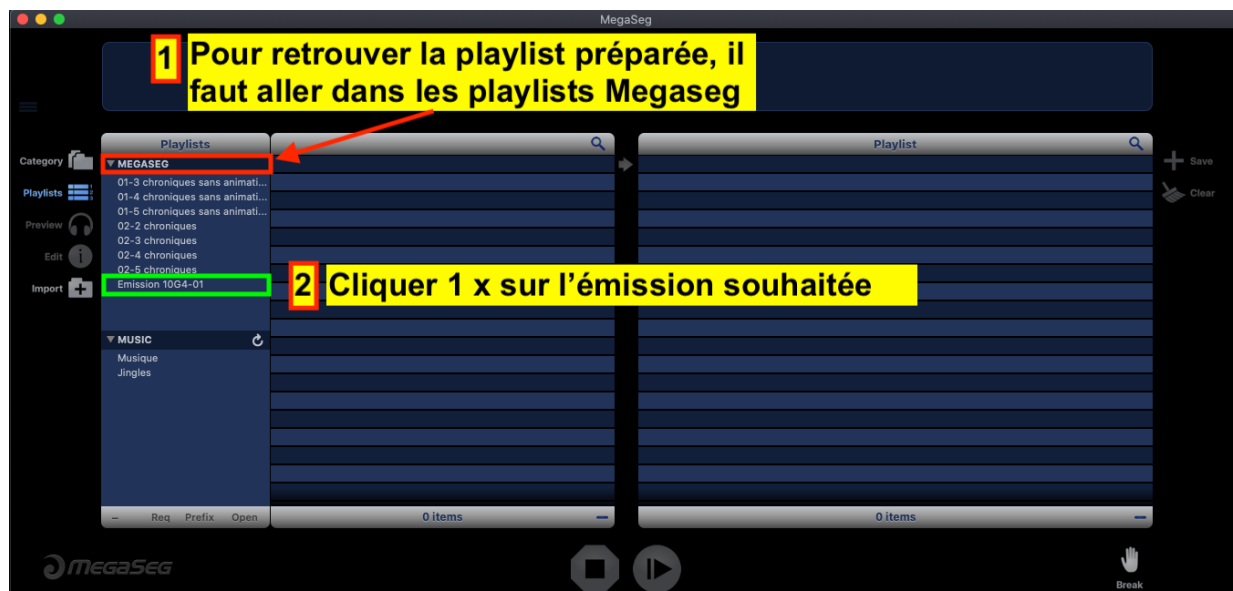 MegaSeg
1 Pour retrouver la playlist préparée, il
faut aller dans les playlists Megaseg
Playlists
Playlist
Category
MEGASEG
Save
01-3 chroniques sans animati...
Playlists
01-4 chroniques sans animati...
Clear
01-5 chroniques sans animati...
Preview
02-2 chroniques
02-3 chroniques
Edit
02-4 chroniques
02-5 chroniques
Import
Emission 10G4-01
2 Cliquer 1 x sur l’émission souhaitée
MUSIC
Musique
Jingles
– Req Prefix Open
0 items
0 items
MegaSeg
Break